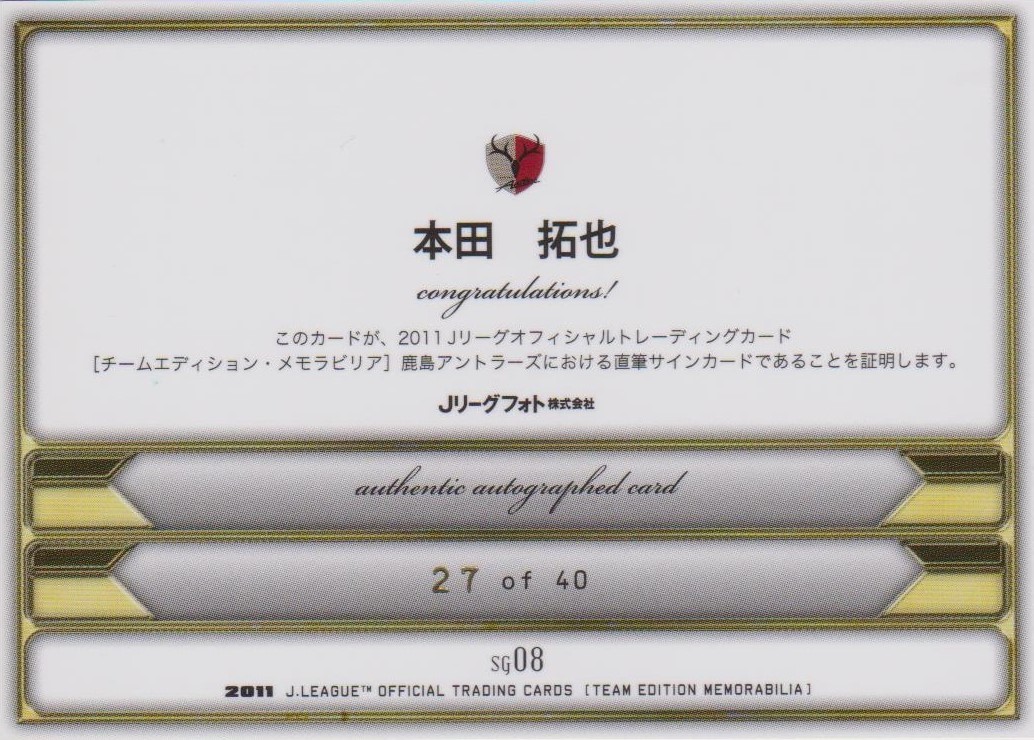 Antlers
本田 拓也
congratulations!
このカードが、2011 Jリーグオフィシャルトレーディングカード
［チームエディション・メモラビリア］鹿島アントラーズにおける直筆サインカードであることを証明します。
Jリーグフォト株式会社
authentic autographed card
27 of 40
SG08
2011 J.LEAGUE™ OFFICIAL TRADING CARDS [TEAM EDITION MEMORABILIA]